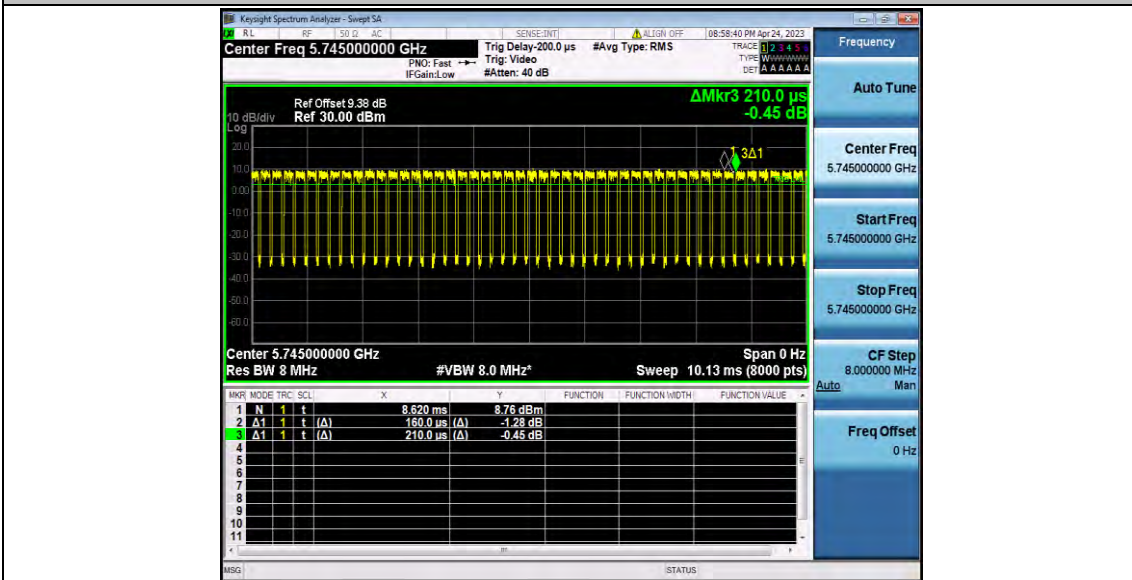 Keysight Spectrum Analyzer - Swept SA
RL RF 50 Ω AC SENSE:INT ALIGN OFF 08:58:40 PM Apr 24, 2023
Center Freq 5.745000000 GHz
PNO: Fast
IFGain:Low
Trig Delay-200.0 µs
Trig: Video
#Atten: 40 dB
#Avg Type: RMS
TRACE 1 2 3 4 5 6
TYPE WWWWWW
DET A A A A A A
Ref Offset 9.38 dB
10 dB/div Ref 30.00 dBm
Log
ΔMkr3 210.0 µs
-0.45 dB
20.0
10.0
0.00
-10.0
-20.0
-30.0
-40.0
-50.0
-60.0
1 3Δ1
Center 5.745000000 GHz Span 0 Hz
Res BW 8 MHz #VBW 8.0 MHz* Sweep 10.13 ms (8000 pts)
MKR MODE TRC SCL X Y FUNCTION FUNCTION WIDTH FUNCTION VALUE
1 N 1 t 8.620 ms 8.76 dBm
2 Δ1 1 t (Δ) 160.0 µs (Δ) -1.28 dB
3 Δ1 1 t (Δ) 210.0 µs (Δ) -0.45 dB
4
5
6
7
8
9
10
11
MSG STATUS
Frequency
Auto Tune
Center Freq
5.745000000 GHz
Start Freq
5.745000000 GHz
Stop Freq
5.745000000 GHz
CF Step
8.000000 MHz
Auto Man
Freq Offset
0 Hz